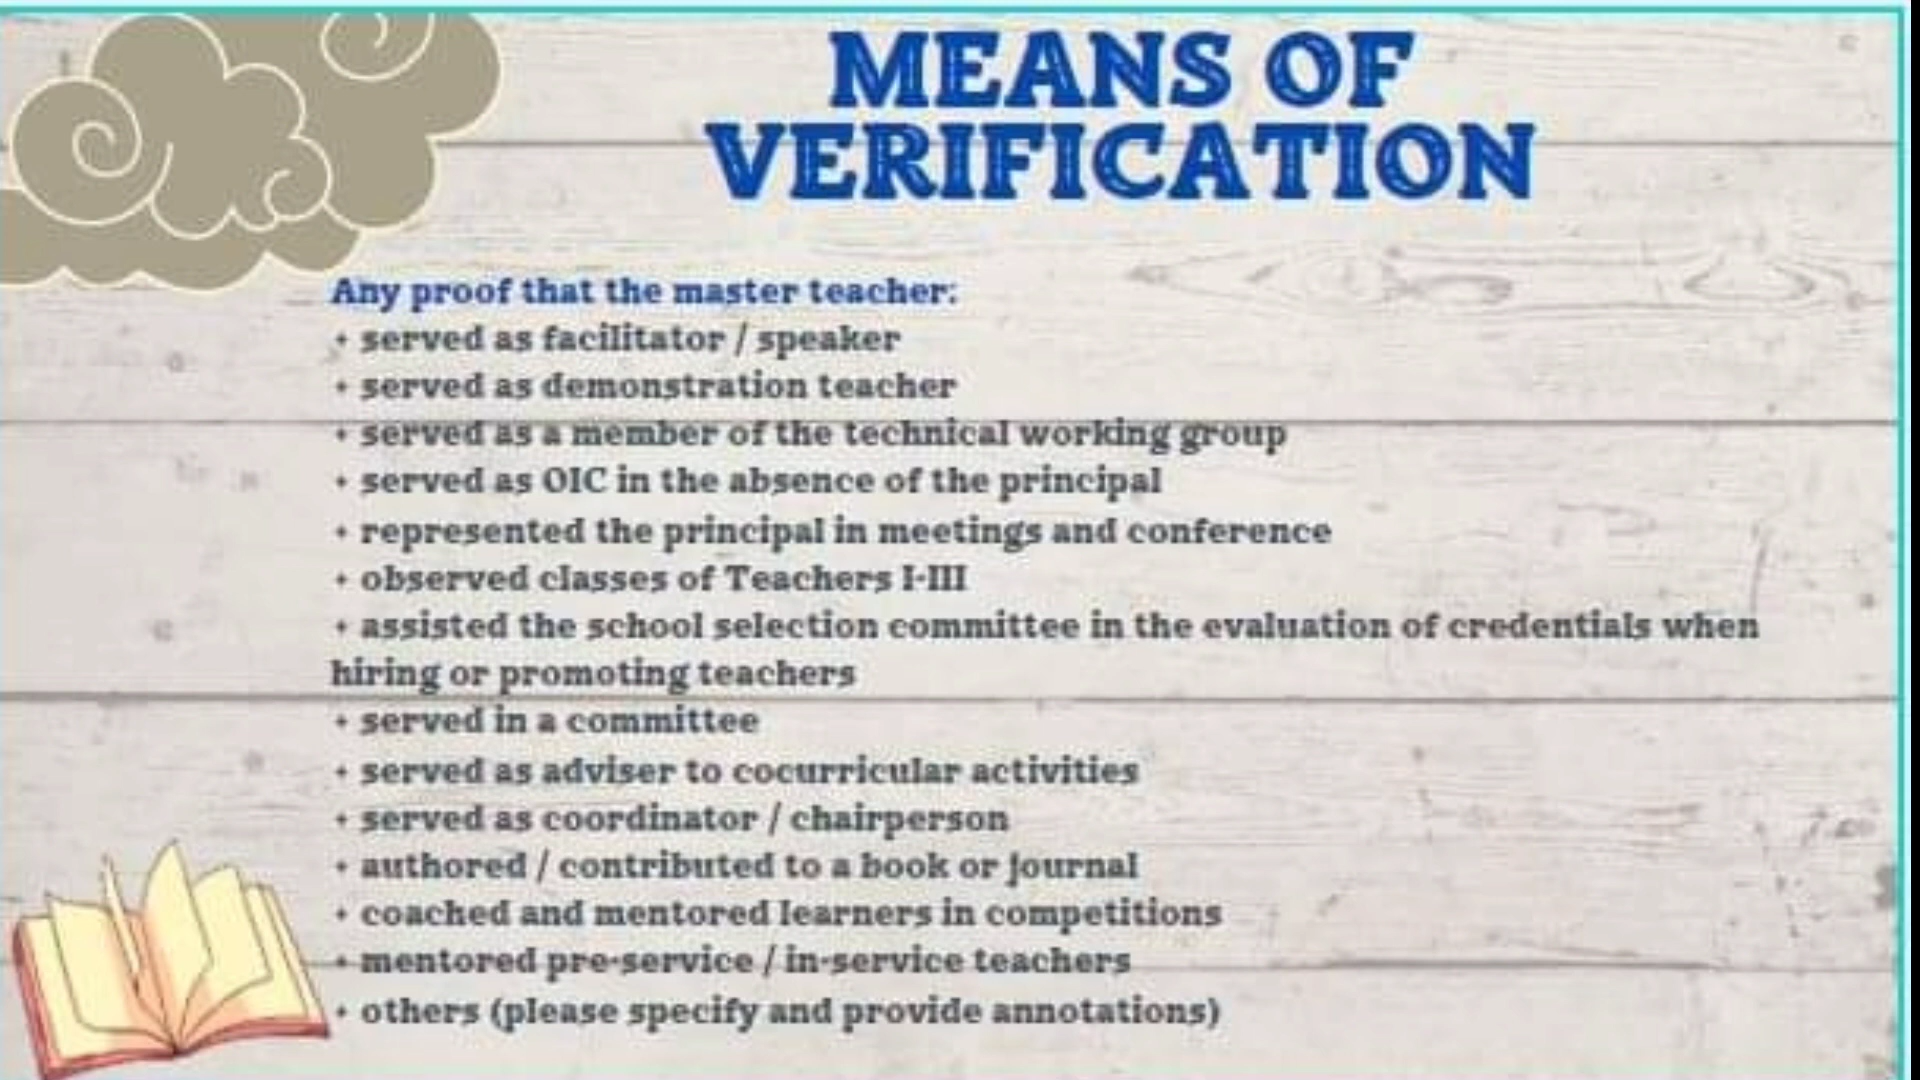 MEANS OF
VERIFICATION
Any proof that the master teacher:
• served as facilitator / speaker
• served as demonstration teacher
• served as a member of the technical working group
• served as OIC in the absence of the principal
• represented the principal in meetings and conference
• observed classes of Teachers I-III
• assisted the school selection committee in the evaluation of credentials when
hiring or promoting teachers
• served in a committee
• served as adviser to cocurricular activities
• served as coordinator / chairperson
• authored / contributed to a book or journal
• coached and mentored learners in competitions
• mentored pre-service / in-service teachers
• others (please specify and provide annotations)